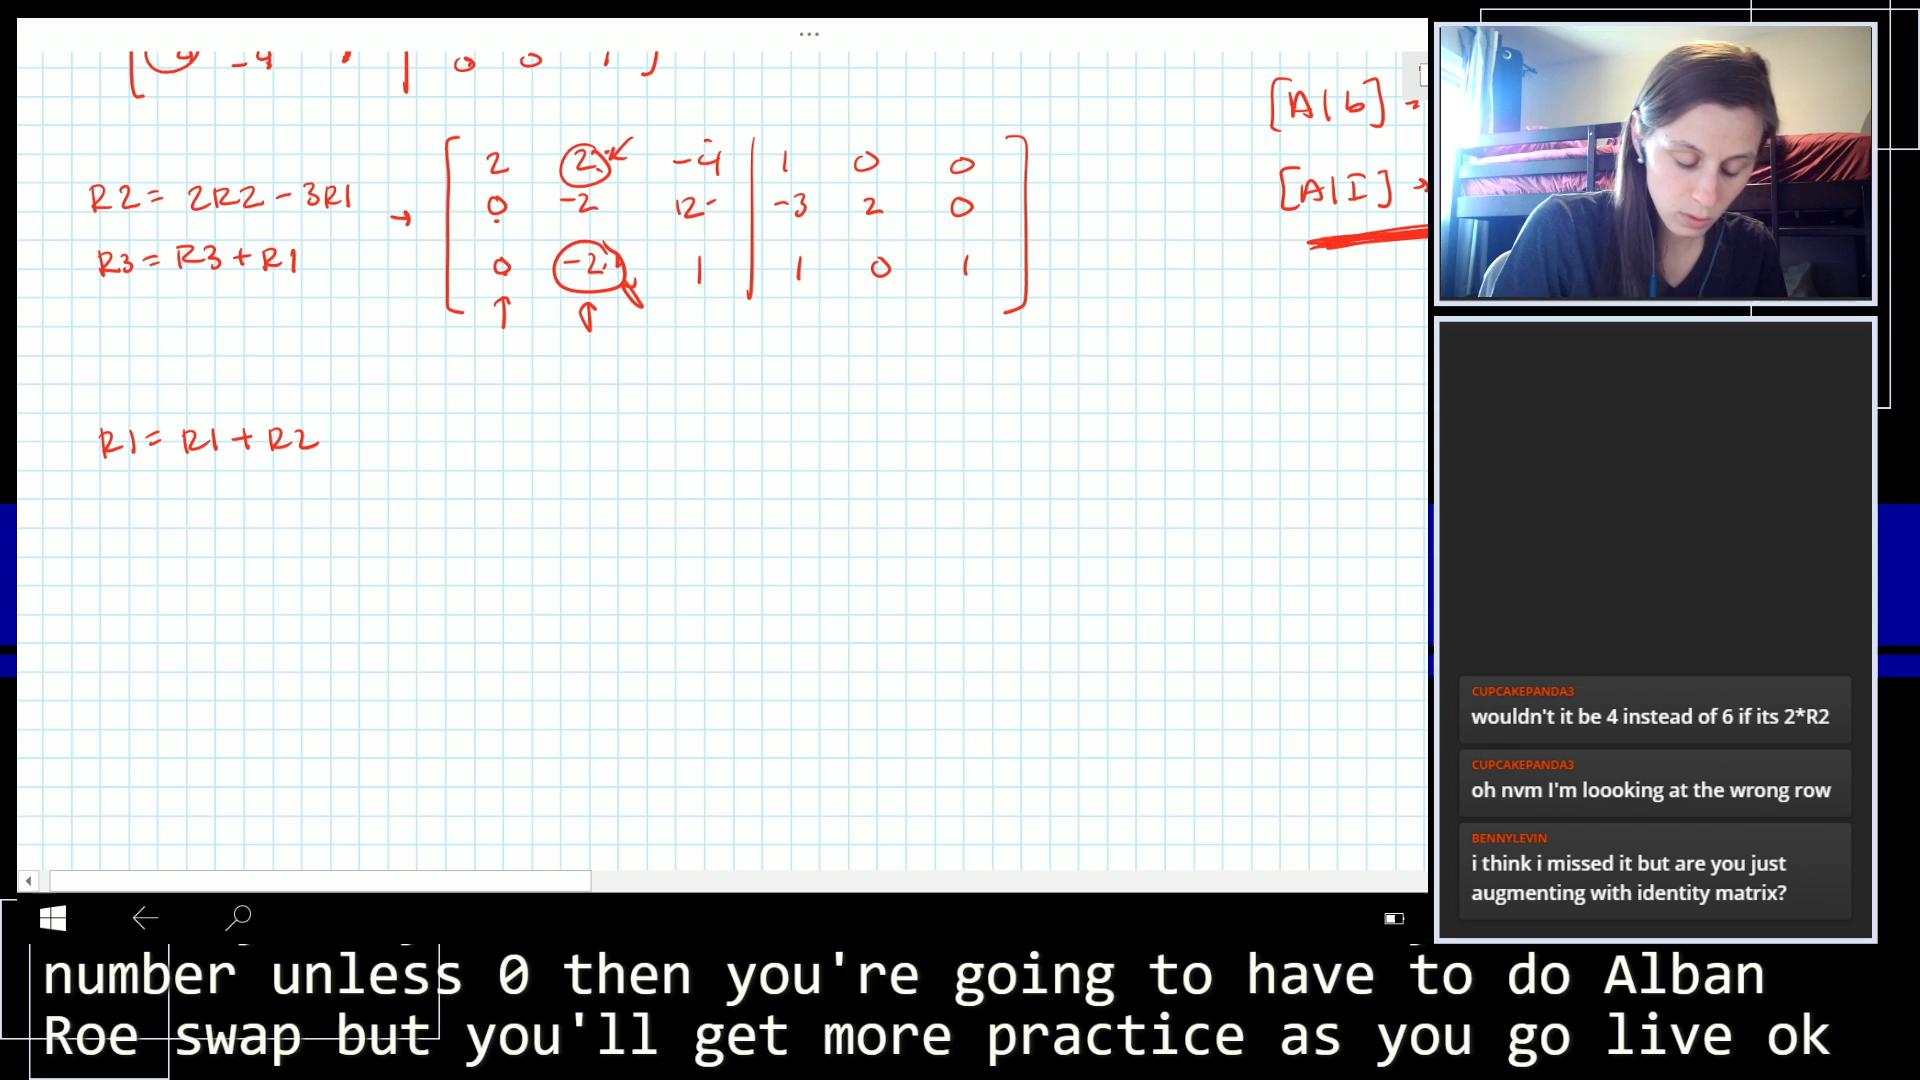 ...
-4 0 0 1
[A|b] →
2 2 -4 | 1 0 0
R2 = 2R2 - 3R1 → 0 -2 12 | -3 2 0
[A|I] →
R3 = R3 + R1 0 -2 1 | 1 0 1
R1 = R1 + R2
CUPCAKEPANDA3
wouldn't it be 4 instead of 6 if its 2*R2
CUPCAKEPANDA3
oh nvm I'm loooking at the wrong row
BENNYLEVIN
i think i missed it but are you just
augmenting with identity matrix?
number unless 0 then you're going to have to do Alban
Roe swap but you'll get more practice as you go live ok